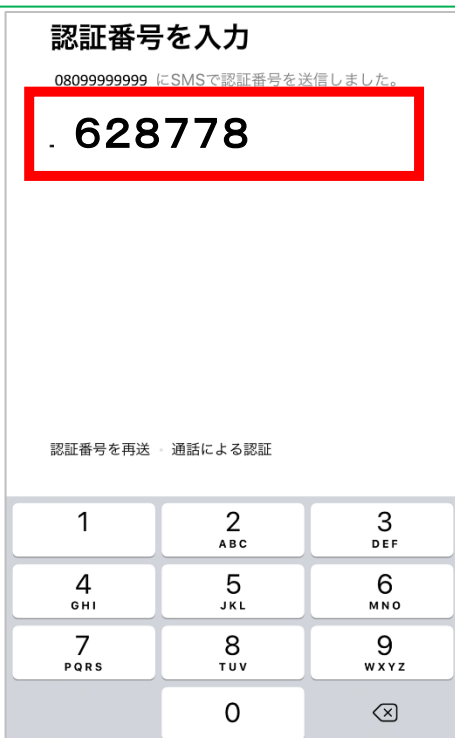 認証番号を入力
08099999999 にSMSで認証番号を送信しました。
628778
認証番号を再送 · 通話による認証
1 2 3
ABC DEF
4 5 6
GHI JKL MNO
7 8 9
PQRS TUV WXYZ
0